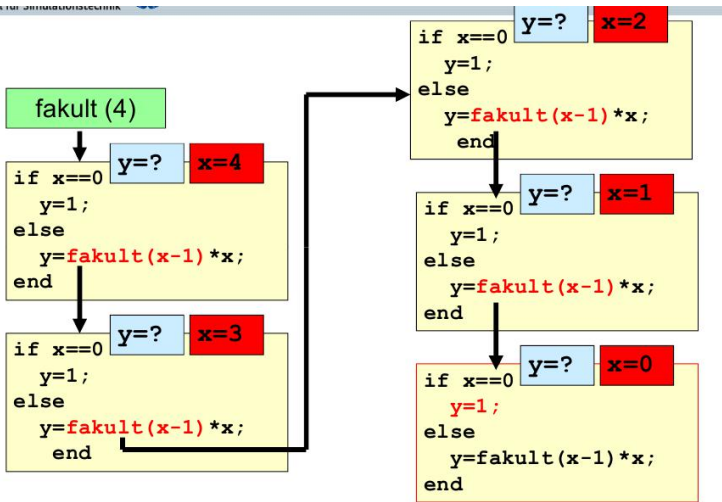 für Simulationstechnik
fakult (4)
y=? x=4
if x==0
y=1;
else
y=fakult(x-1)*x;
end
y=? x=3
if x==0
y=1;
else
y=fakult(x-1)*x;
end
y=? x=2
if x==0
y=1;
else
y=fakult(x-1)*x;
end
y=? x=1
if x==0
y=1;
else
y=fakult(x-1)*x;
end
y=? x=0
if x==0
y=1;
else
y=fakult(x-1)*x;
end